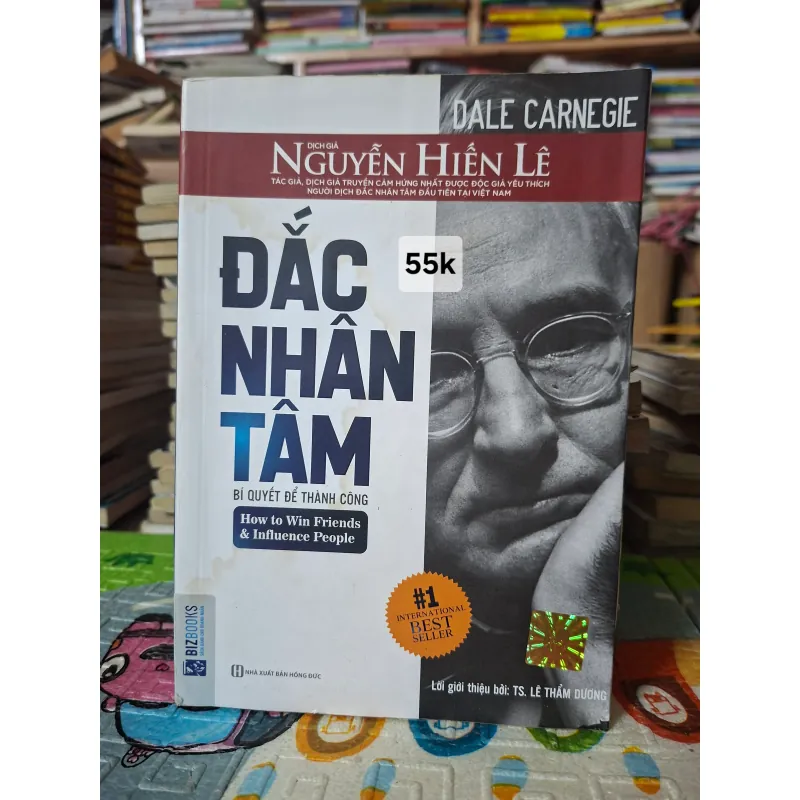 DALE CARNEGIE
DỊCH GIẢ
NGUYỄN HIẾN LÊ
TÁC GIẢ, DỊCH GIẢ TRUYỀN CẢM HỨNG NHẤT ĐƯỢC ĐỘC GIẢ YÊU THÍCH
NGƯỜI DỊCH ĐẮC NHÂN TÂM ĐẦU TIÊN TẠI VIỆT NAM
55k
ĐẮC
NHÂN
TÂM
BÍ QUYẾT ĐỂ THÀNH CÔNG
How to Win Friends
& Influence People
#1
INTERNATIONAL
BEST
SELLER
BIZBOOKS
NHÀ XUẤT BẢN HỒNG ĐỨC
Lời giới thiệu bởi: TS. LÊ THẨM DƯƠNG